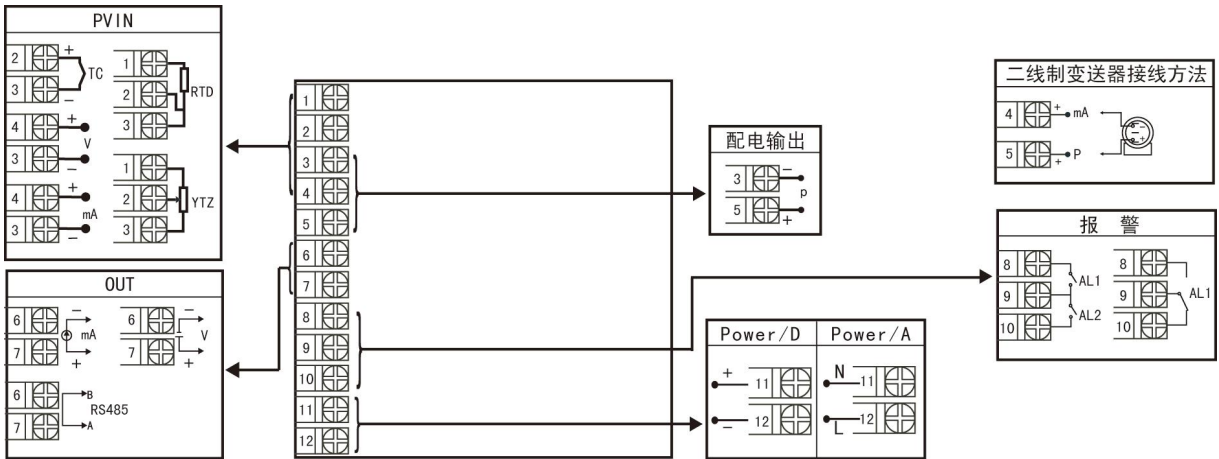 PVIN
2 + TC
3 −
1
2 RTD
3
4 + V
3 −
4 + mA
3 −
1
2 YTZ
3
OUT
6 − mA
7 +
6 − V
7 +
6 B
RS485
7 A
1
2
3
4
5
6
7
8
9
10
11
12
配电输出
3 −
p
5 +
二线制变送器接线方法
4 + mA
5 + P
− +
报 警
8
AL1
9
AL2
10
8
9 AL1
10
Power/D
+ 11
− 12
Power/A
N 11
L 12